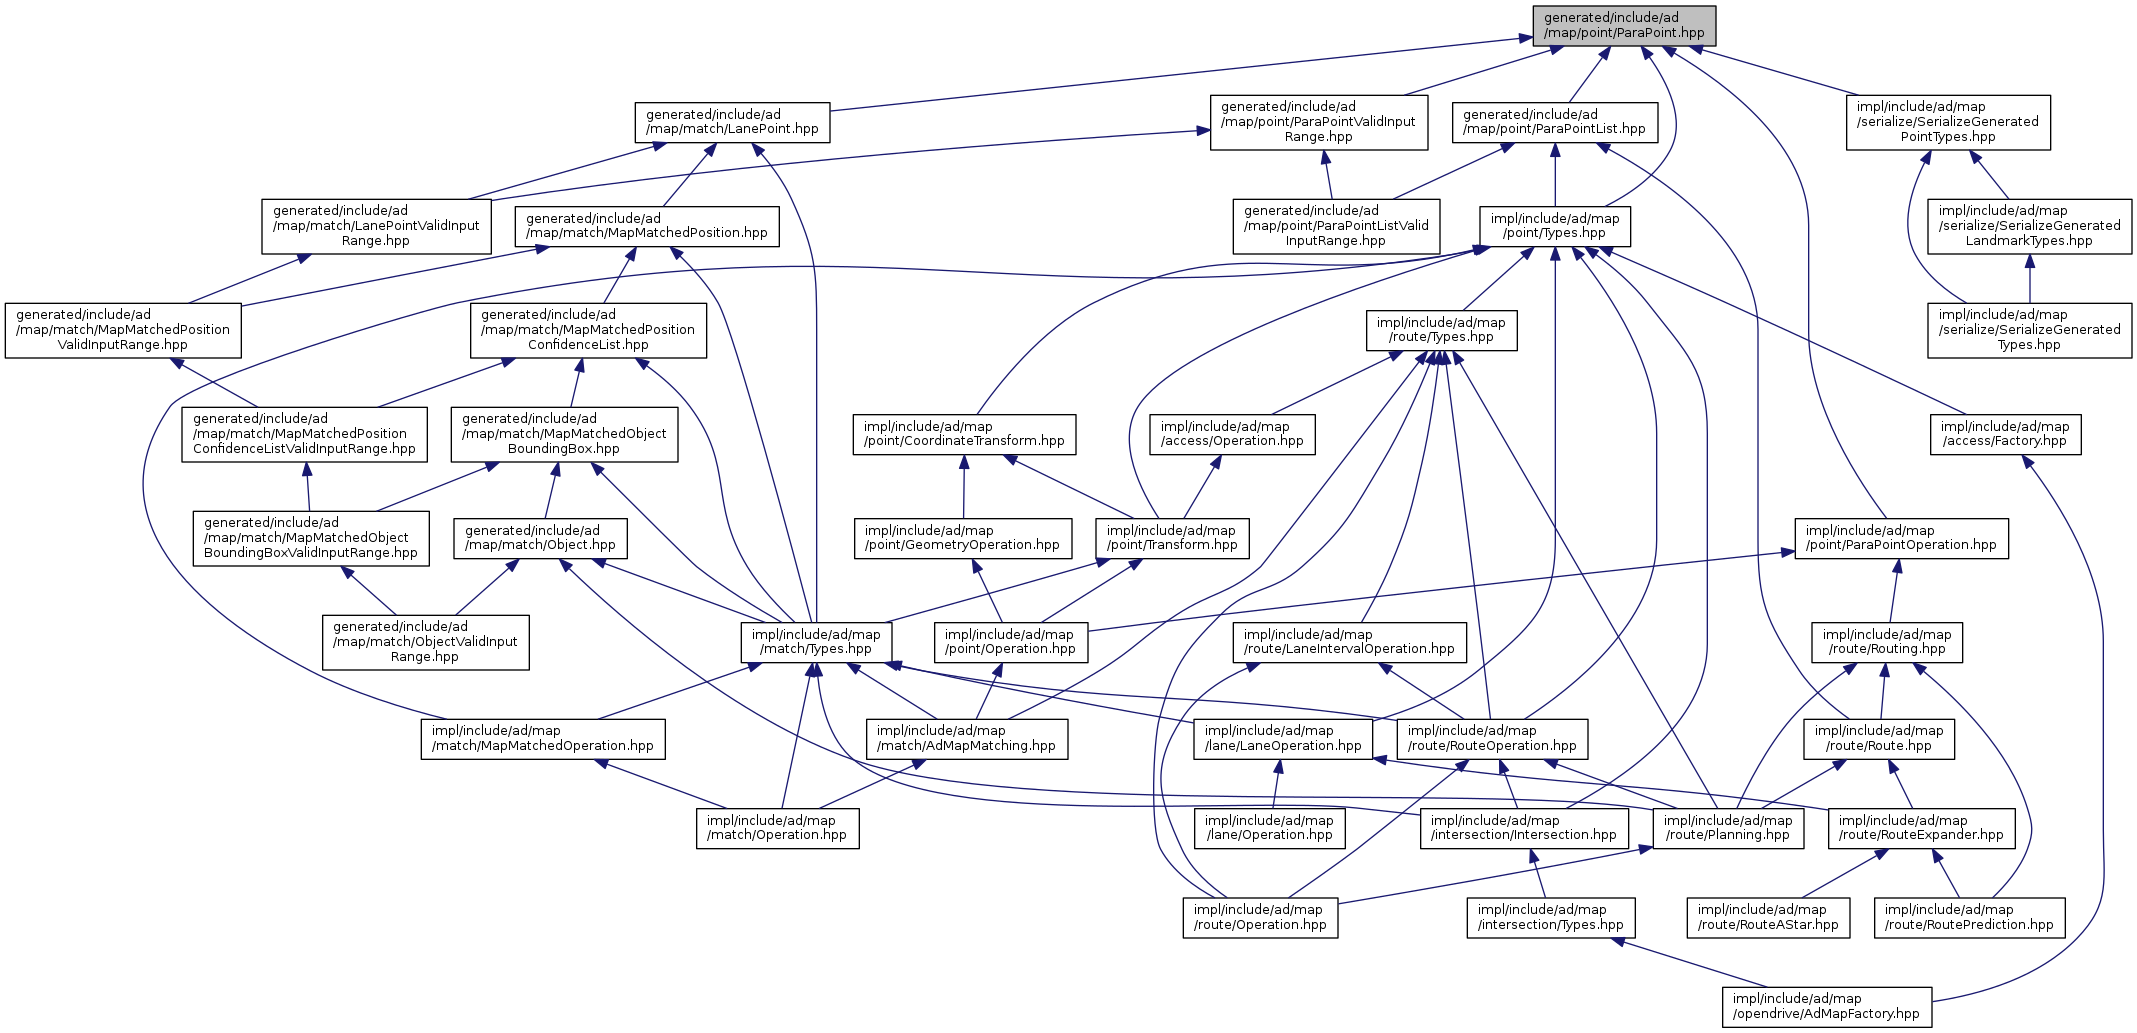 generated/include/ad
/map/point/ParaPoint.hpp
generated/include/ad
/map/match/LanePoint.hpp
generated/include/ad
/map/point/ParaPointValidInput
Range.hpp
generated/include/ad
/map/point/ParaPointList.hpp
impl/include/ad/map
/serialize/SerializeGenerated
PointTypes.hpp
generated/include/ad
/map/match/LanePointValidInput
Range.hpp
generated/include/ad
/map/match/MapMatchedPosition.hpp
generated/include/ad
/map/point/ParaPointListValid
InputRange.hpp
impl/include/ad/map
/point/Types.hpp
impl/include/ad/map
/serialize/SerializeGenerated
LandmarkTypes.hpp
generated/include/ad
/map/match/MapMatchedPosition
ValidInputRange.hpp
generated/include/ad
/map/match/MapMatchedPosition
ConfidenceList.hpp
impl/include/ad/map
/route/Types.hpp
impl/include/ad/map
/serialize/SerializeGenerated
Types.hpp
generated/include/ad
/map/match/MapMatchedPosition
ConfidenceListValidInputRange.hpp
generated/include/ad
/map/match/MapMatchedObject
BoundingBox.hpp
impl/include/ad/map
/point/CoordinateTransform.hpp
impl/include/ad/map
/access/Operation.hpp
impl/include/ad/map
/access/Factory.hpp
generated/include/ad
/map/match/MapMatchedObject
BoundingBoxValidInputRange.hpp
generated/include/ad
/map/match/Object.hpp
impl/include/ad/map
/point/GeometryOperation.hpp
impl/include/ad/map
/point/Transform.hpp
impl/include/ad/map
/point/ParaPointOperation.hpp
generated/include/ad
/map/match/ObjectValidInput
Range.hpp
impl/include/ad/map
/match/Types.hpp
impl/include/ad/map
/point/Operation.hpp
impl/include/ad/map
/route/LaneIntervalOperation.hpp
impl/include/ad/map
/route/Routing.hpp
impl/include/ad/map
/match/MapMatchedOperation.hpp
impl/include/ad/map
/match/AdMapMatching.hpp
impl/include/ad/map
/lane/LaneOperation.hpp
impl/include/ad/map
/route/RouteOperation.hpp
impl/include/ad/map
/route/Route.hpp
impl/include/ad/map
/match/Operation.hpp
impl/include/ad/map
/lane/Operation.hpp
impl/include/ad/map
/intersection/Intersection.hpp
impl/include/ad/map
/route/Planning.hpp
impl/include/ad/map
/route/RouteExpander.hpp
impl/include/ad/map
/route/Operation.hpp
impl/include/ad/map
/intersection/Types.hpp
impl/include/ad/map
/route/RouteAStar.hpp
impl/include/ad/map
/route/RoutePrediction.hpp
impl/include/ad/map
/opendrive/AdMapFactory.hpp